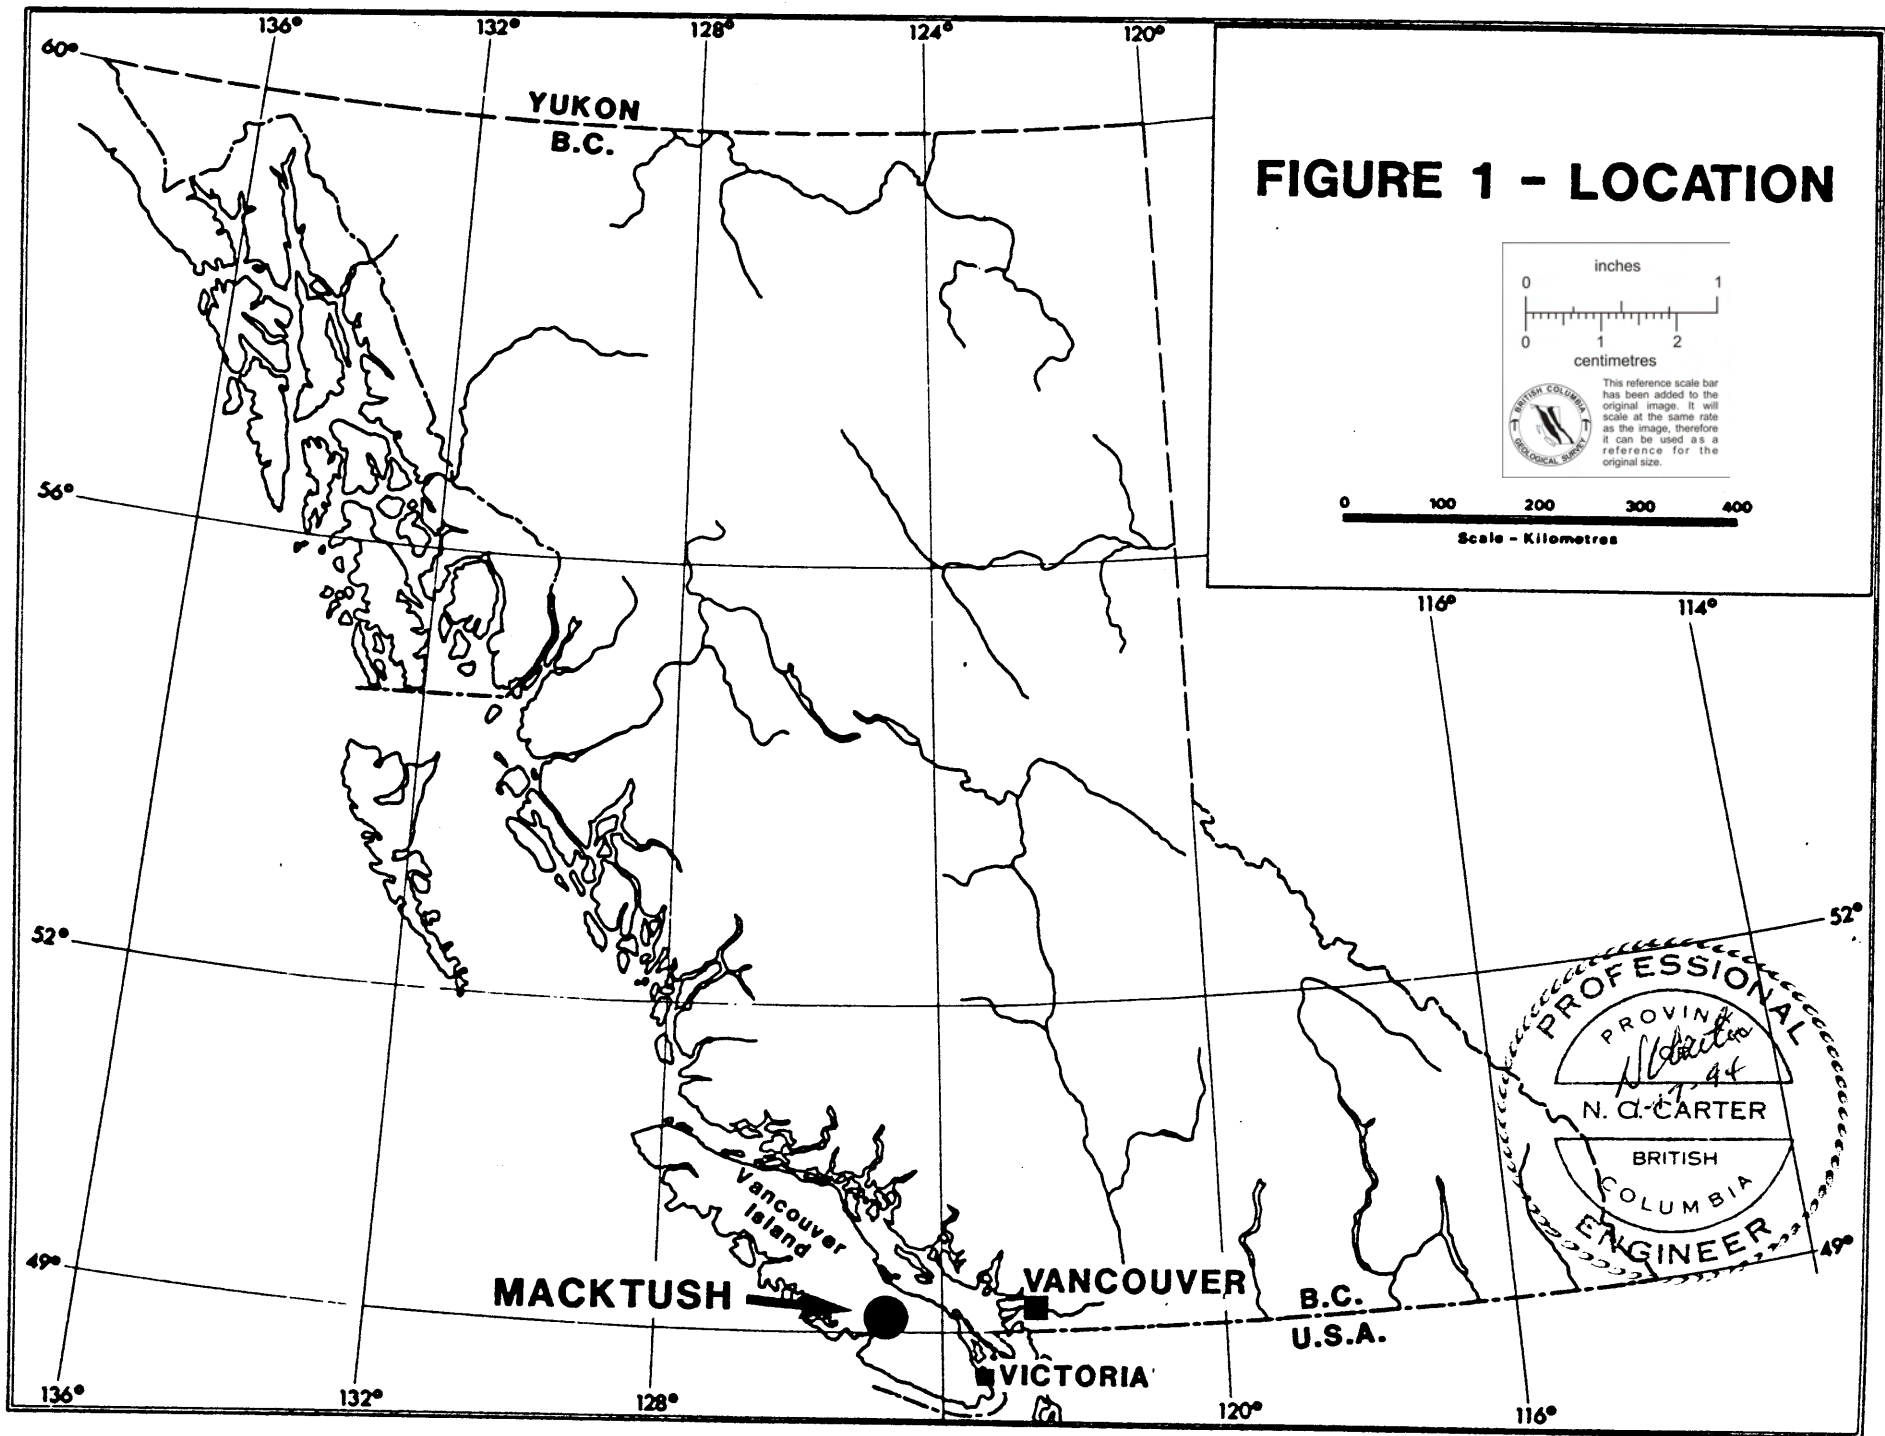 136°
132°
128°
124°
120°
60°
YUKON
B.C.
FIGURE 1 - LOCATION
inches
0 1
0 1 2
centimetres
BRITISH COLUMBIA
GEOLOGICAL SURVEY
This reference scale bar
has been added to the
original image. It will
scale at the same rate
as the image, therefore
it can be used as a
reference for the
original size.
0 100 200 300 400
Scale - Kilometres
56°
116°
114°
52°
52°
PROFESSIONAL
N. C. CARTER
BRITISH
COLUMBIA
ENGINEER
Vancouver
Island
49°
49°
MACKTUSH
VANCOUVER
B.C.
U.S.A.
VICTORIA
136°
132°
128°
120°
116°